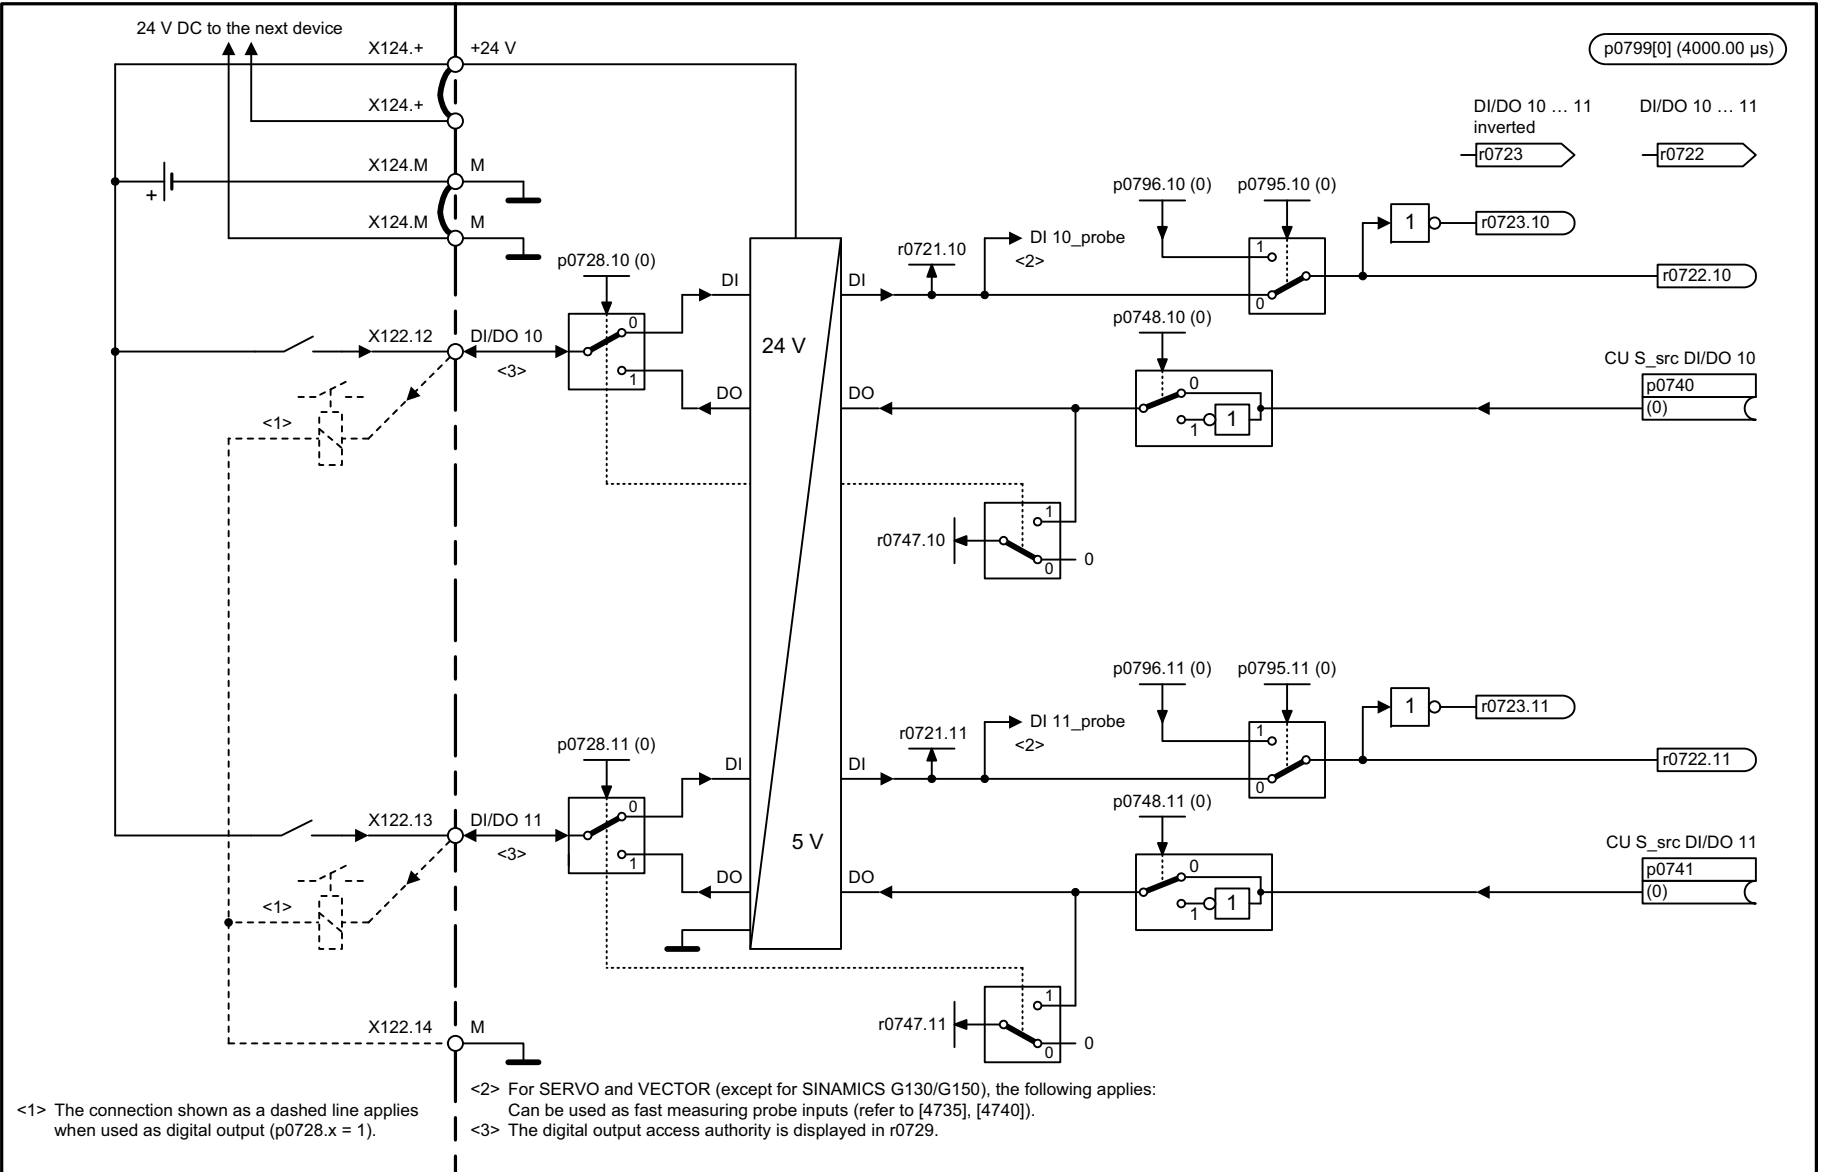 24 V DC to the next device
X124.+
+24 V
p0799[0] (4000.00 µs)
X124.+
DI/DO 10 … 11
inverted
DI/DO 10 … 11
r0723
r0722
X124.M
M
+
X124.M
M
p0796.10 (0)
p0795.10 (0)
1
r0723.10
r0721.10
DI 10_probe
<2>
1
0
r0722.10
p0728.10 (0)
DI
DI
X122.12
DI/DO 10
<3>
0
1
24 V
p0748.10 (0)
0
1
1
CU S_src DI/DO 10
p0740
(0)
DO
DO
<1>
r0747.10
1
0
0
p0796.11 (0)
p0795.11 (0)
1
r0723.11
r0721.11
DI 11_probe
<2>
1
0
r0722.11
p0728.11 (0)
DI
DI
X122.13
DI/DO 11
<3>
0
1
5 V
p0748.11 (0)
0
1
1
CU S_src DI/DO 11
p0741
(0)
DO
DO
<1>
r0747.11
1
0
0
X122.14
M
<1> The connection shown as a dashed line applies
when used as digital output (p0728.x = 1).
<2> For SERVO and VECTOR (except for SINAMICS G130/G150), the following applies:
Can be used as fast measuring probe inputs (refer to [4735], [4740]).
<3> The digital output access authority is displayed in r0729.